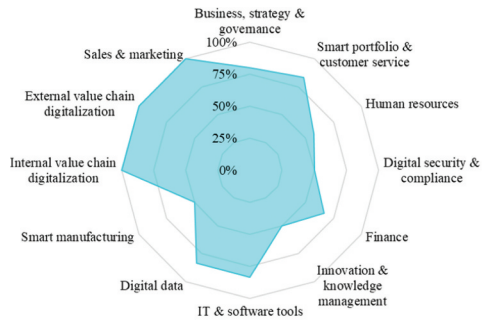 Business, strategy &
governance
100%
Sales & marketing
Smart portfolio &
customer service
75%
External value chain
digitalization
Human resources
50%
25%
Internal value chain
digitalization
0%
Digital security &
compliance
Smart manufacturing
Finance
Digital data
Innovation &
knowledge
management
IT & software tools